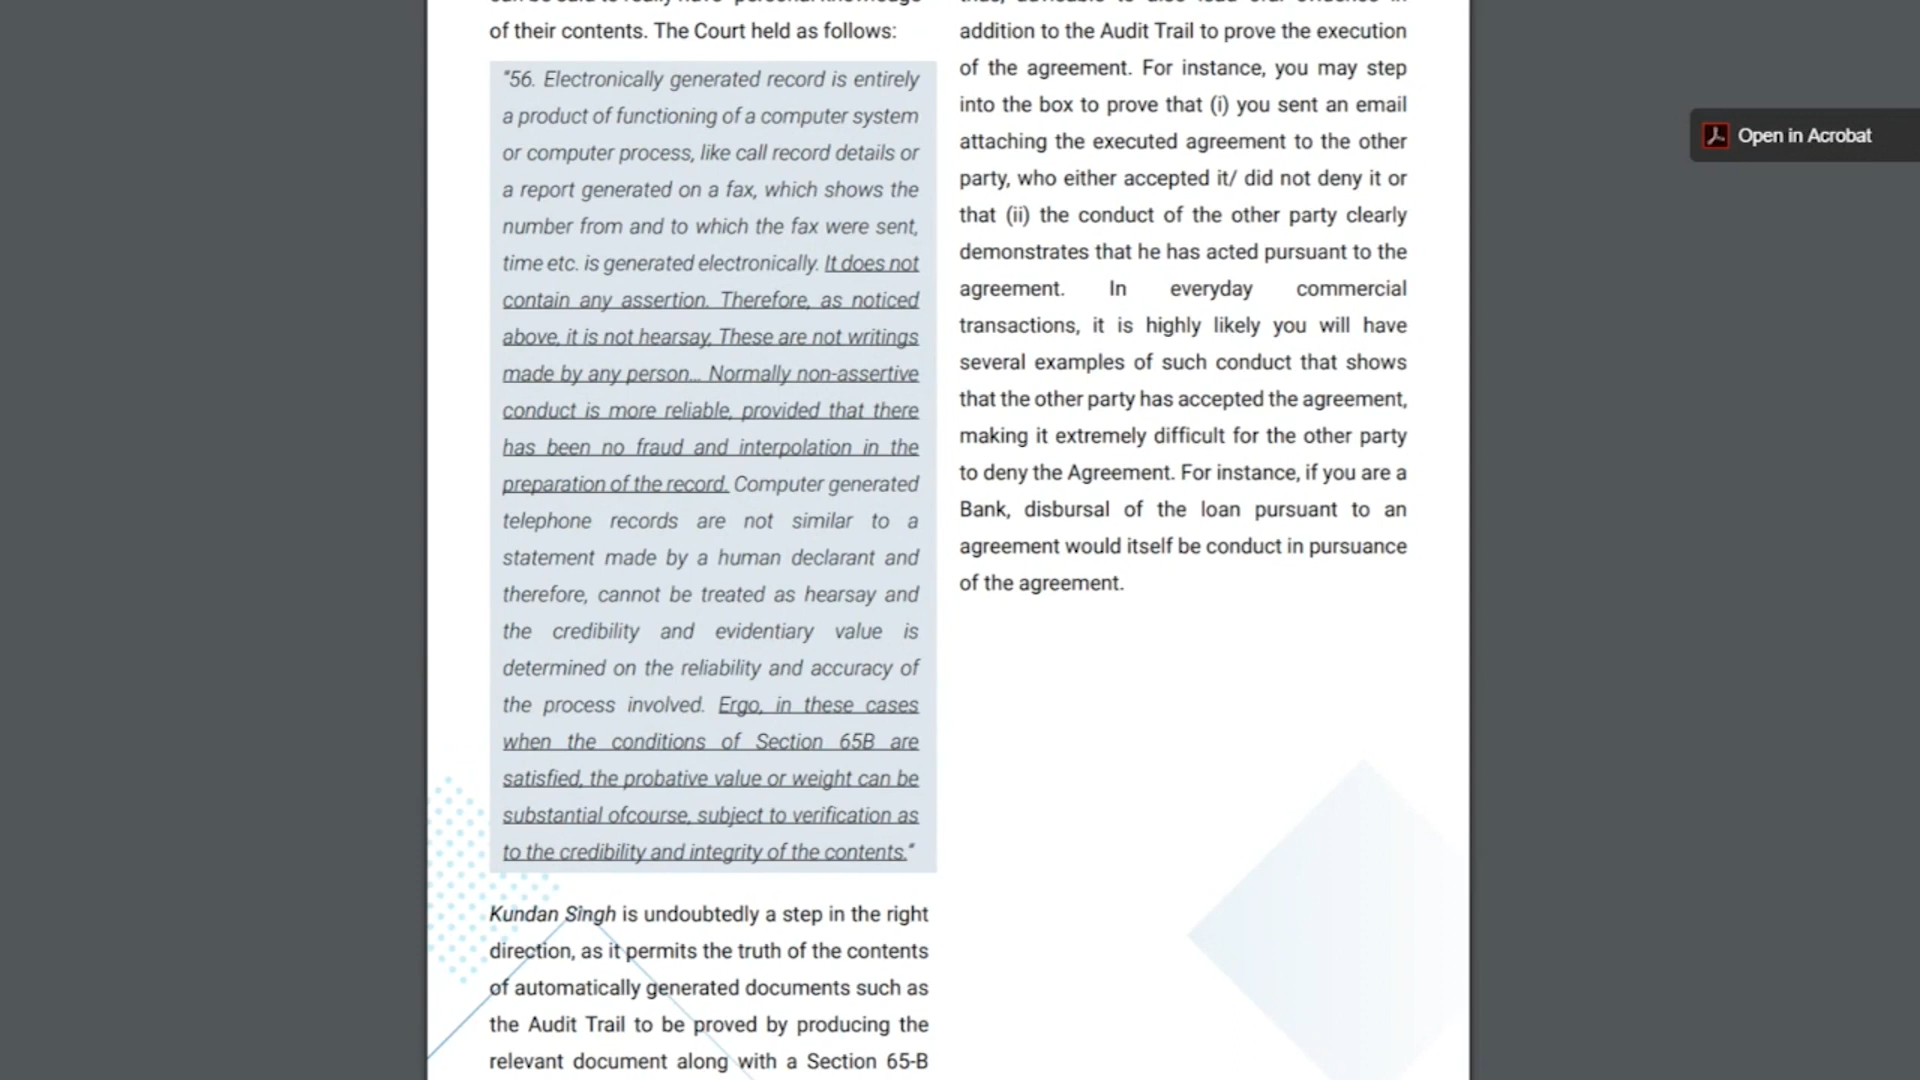 of their contents. The Court held as follows:
"56. Electronically generated record is entirely
a product of functioning of a computer system
or computer process, like call record details or
a report generated on a fax, which shows the
number from and to which the fax were sent,
time etc. is generated electronically. It does not
contain any assertion. Therefore, as noticed
above, it is not hearsay. These are not writings
made by any person... Normally non-assertive
conduct is more reliable, provided that there
has been no fraud and interpolation in the
preparation of the record. Computer generated
telephone records are not similar to a
statement made by a human declarant and
therefore, cannot be treated as hearsay and
the credibility and evidentiary value is
determined on the reliability and accuracy of
the process involved. Ergo, in these cases
when the conditions of Section 65B are
satisfied, the probative value or weight can be
substantial ofcourse, subject to verification as
to the credibility and integrity of the contents."
Kundan Singh is undoubtedly a step in the right
direction, as it permits the truth of the contents
of automatically generated documents such as
the Audit Trail to be proved by producing the
relevant document along with a Section 65-B
addition to the Audit Trail to prove the execution
of the agreement. For instance, you may step
into the box to prove that (i) you sent an email
attaching the executed agreement to the other
party, who either accepted it/ did not deny it or
that (ii) the conduct of the other party clearly
demonstrates that he has acted pursuant to the
agreement. In everyday commercial
transactions, it is highly likely you will have
several examples of such conduct that shows
that the other party has accepted the agreement,
making it extremely difficult for the other party
to deny the Agreement. For instance, if you are a
Bank, disbursal of the loan pursuant to an
agreement would itself be conduct in pursuance
of the agreement.
Open in Acrobat